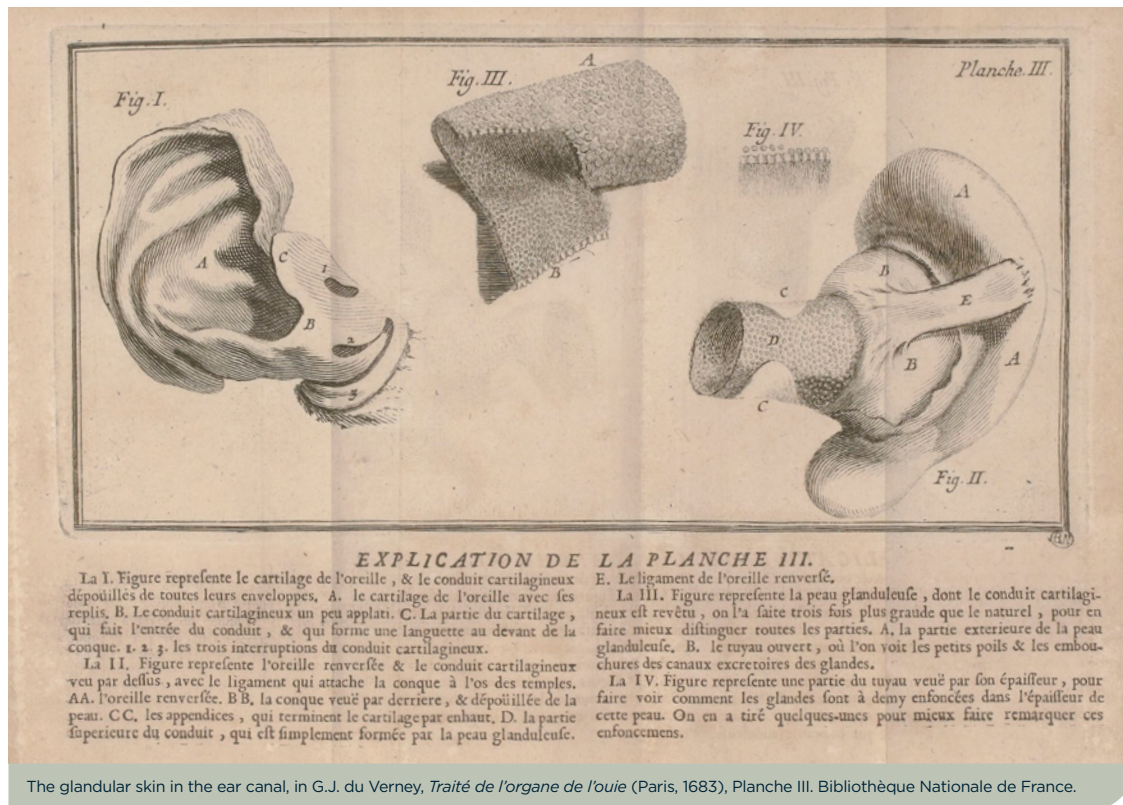 Fig. I.
A
C
B
1
2
3
Fig. III.
A
B
Fig. IV.
Planche. III.
A
B
C
E
D
B
A
C
Fig. II.
EXPLICATION DE LA PLANCHE III.
La I. Figure repreſente le cartilage de l'oreille, & le conduit cartilagineux
dépoüillés de toutes leurs enveloppes. A. le cartilage de l'oreille avec ſes
replis. B. Le conduit cartilagineux un peu applati. C. La partie du cartilage,
qui fait l'entrée du conduit, & qui forme une languette au devant de la
conque. 1. 2. 3. les trois interruptions du conduit cartilagineux.
La II. Figure repreſente l'oreille renverſée & le conduit cartilagineux
veu par deſſus, avec le ligament qui attache la conque à l'os des temples.
AA. l'oreille renverſée. B B. la conque veuë par derriere, & dépoüillée de la
peau. CC. les appendices, qui terminent le cartilage par enhaut. D. la partie
ſuperieure du conduit, qui eſt ſimplement formée par la peau glanduleuſe.
E. Le ligament de l'oreille renverſé.
La III. Figure repreſente la peau glanduleuſe, dont le conduit cartilagi-
neux eſt revêtu, on l'a faite trois fois plus graude que le naturel, pour en
faire mieux diſtinguer routes les parties. A. la partie exterieure de la peau
glanduleuſe. B. le tuyau ouvert, où l'on voit les petits poils & les embou-
chures des canaux excretoires des glandes.
La IV. Figure repreſente une partie du tuyau veuë par ſon épaiſſeur, pour
faire voir comment les glandes ſont à demy enfoncées dans l'épaiſſeur de
cette peau. On en a tiré quelques-unes pour mieux faire remarquer ces
enfoncemens.
The glandular skin in the ear canal, in G.J. du Verney, Traité de l'organe de l'ouie (Paris, 1683), Planche III. Bibliothèque Nationale de France.